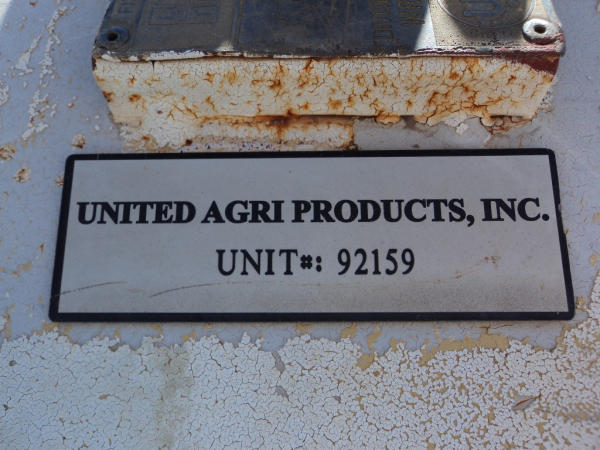 UNITED AGRI PRODUCTS, INC.
UNIT#: 92159